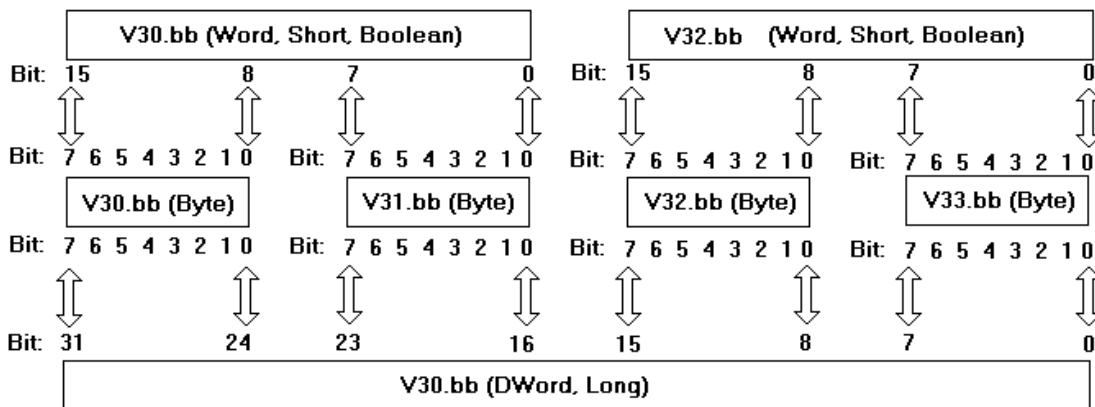 V30.bb (Word, Short, Boolean) V32.bb (Word, Short, Boolean)
Bit: 15 8 7 0 Bit: 15 8 7 0
Bit: 7 6 5 4 3 2 1 0 Bit: 7 6 5 4 3 2 1 0 Bit: 7 6 5 4 3 2 1 0 Bit: 7 6 5 4 3 2 1 0
V30.bb (Byte) V31.bb (Byte) V32.bb (Byte) V33.bb (Byte)
Bit: 7 6 5 4 3 2 1 0 Bit: 7 6 5 4 3 2 1 0 Bit: 7 6 5 4 3 2 1 0 Bit: 7 6 5 4 3 2 1 0
Bit: 31 24 23 16 15 8 7 0
V30.bb (DWord, Long)